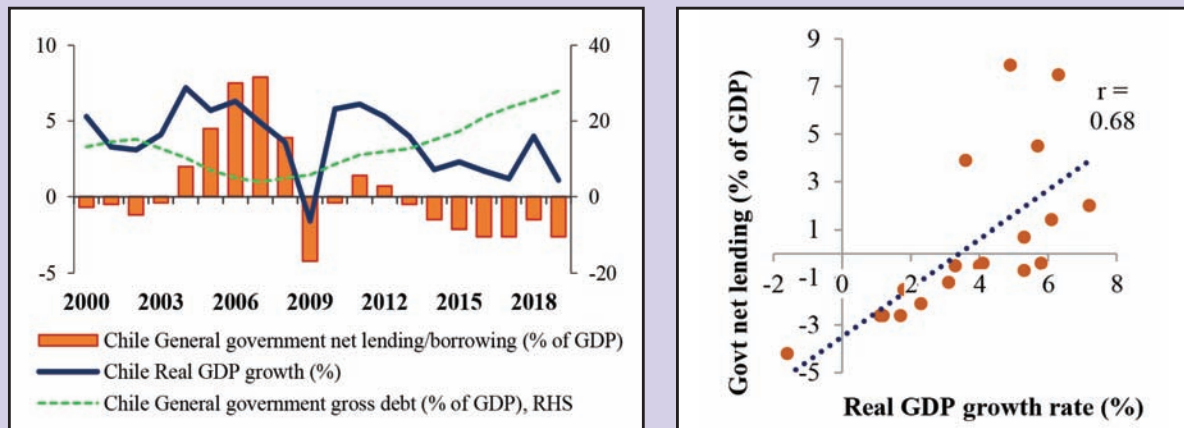 10
5
0
-5
40
20
0
-20
2000 2003 2006 2009 2012 2015 2018
Chile General government net lending/borrowing (% of GDP)
Chile Real GDP growth (%)
Chile General government gross debt (% of GDP), RHS
Govt net lending (% of GDP)
9
7
5
3
1
-1
-3
-5
-2 0 2 4 6 8
r =
0.68
Real GDP growth rate (%)